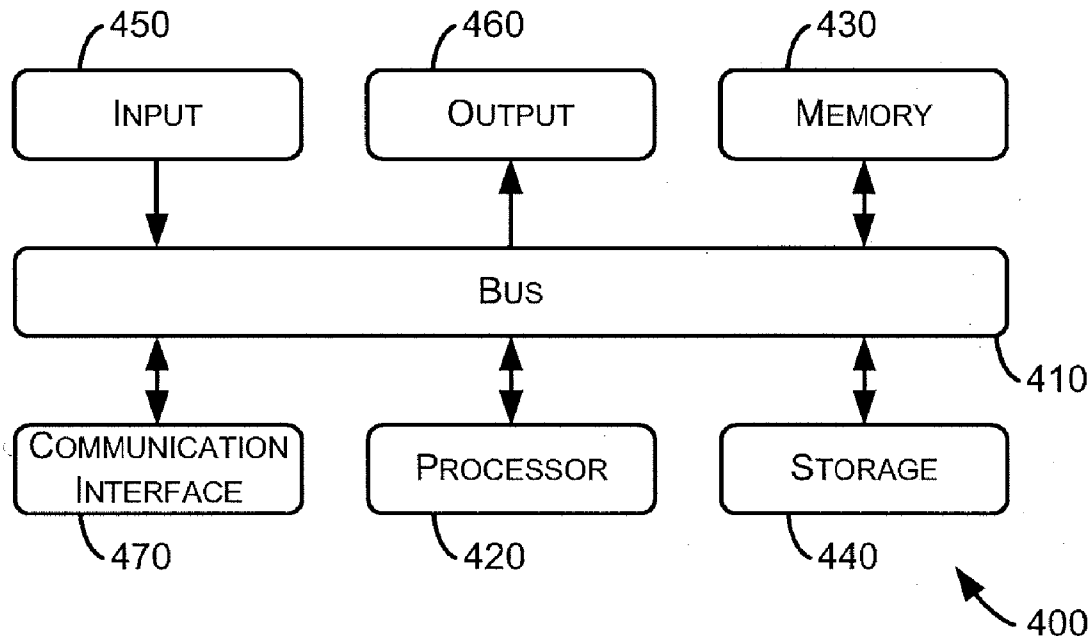 450
460
430
INPUT
OUTPUT
MEMORY
BUS
410
COMMUNICATION
INTERFACE
PROCESSOR
STORAGE
470
420
440
400